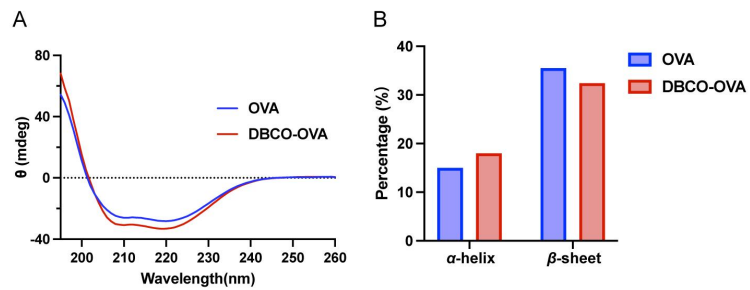 A
θ (mdeg)
80
40
0
-40
200
210
220
230
240
250
260
Wavelength(nm)
OVA
DBCO-OVA
B
Percentage (%)
40
30
20
10
0
α-helix
β-sheet
OVA
DBCO-OVA